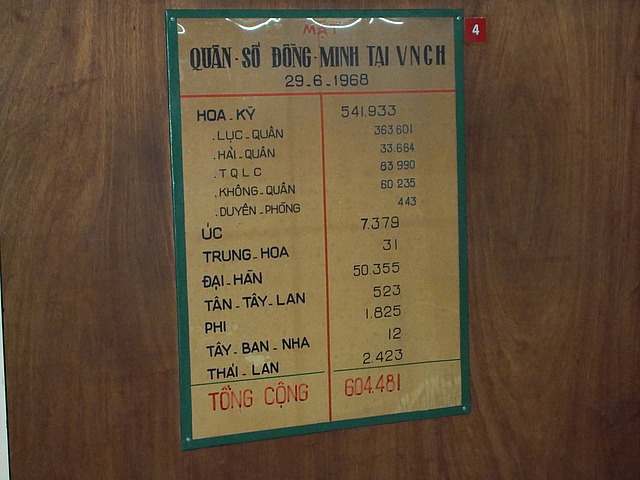 MẬT
QUÂN-SỐ ĐỒNG-MINH TẠI VNCH
29-6-1968
4
HOA-KỲ 541.933
.LỤC-QUÂN 363 601
.HẢI-QUÂN 33.664
.TQLC 83 990
.KHÔNG-QUÂN 60 235
.DUYÊN-PHÒNG 443
ÚC 7.379
TRUNG-HOA 31
ĐẠI-HÀN 50.355
TÂN-TÂY-LAN 523
PHI 1.825
TÂY-BAN-NHA 12
THÁI-LAN 2.423
TỔNG CỘNG 604.481